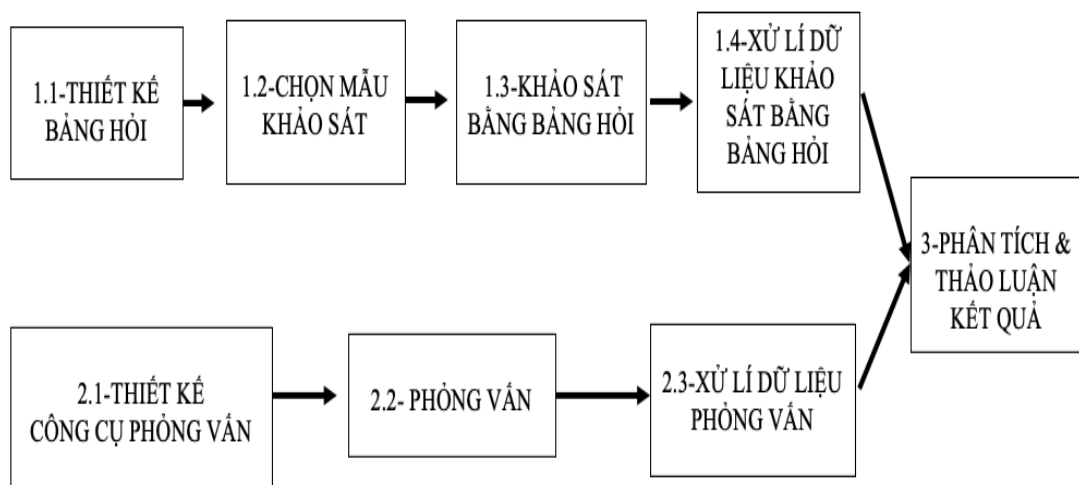 1.1-THIẾT KẾ
BẢNG HỎI
1.2-CHỌN MẪU
KHẢO SÁT
1.3-KHẢO SÁT
BẰNG BẢNG HỎI
1.4-XỬ LÍ DỮ
LIỆU KHẢO
SÁT BẰNG
BẢNG HỎI
2.1-THIẾT KẾ
CÔNG CỤ PHỎNG VẤN
2.2- PHỎNG VẤN
2.3-XỬ LÍ DỮ LIỆU
PHỎNG VẤN
3-PHÂN TÍCH &
THẢO LUẬN
KẾT QUẢ